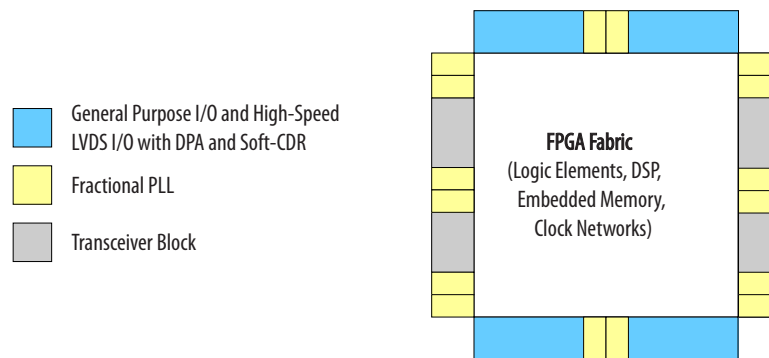 General Purpose I/O and High-Speed
LVDS I/O with DPA and Soft-CDR
Fractional PLL
Transceiver Block
FPGA Fabric
(Logic Elements, DSP,
Embedded Memory,
Clock Networks)